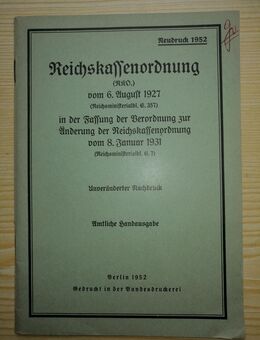 Neudruck 1952
Reichskassenordnung
(RKO.)
vom 6. August 1927
(Reichsministerialbl. S. 357)
in der Fassung der Verordnung zur
Änderung der Reichskassenordnung
vom 8. Januar 1931
(Reichsministerialbl. S. 7)
Unveränderter Nachdruck
Amtliche Handausgabe
Berlin 1952
Gedruckt in der Bundesdruckerei